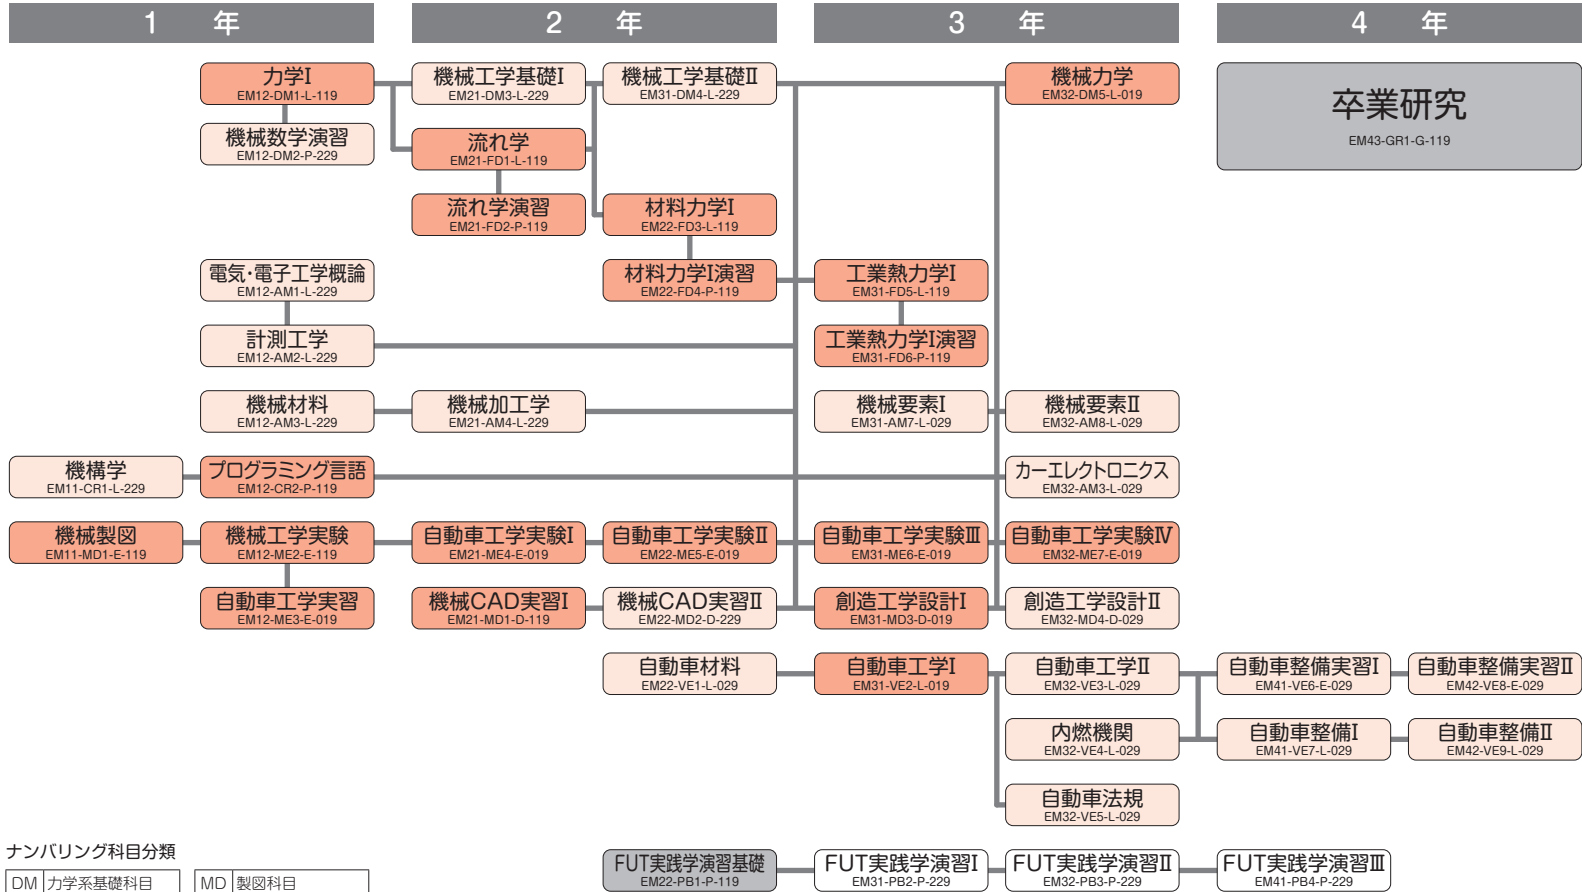 1 年
2 年
3 年
4 年
力学Ⅰ
EM12-DM1-L-119
機械工学基礎Ⅰ
EM21-DM3-L-229
機械工学基礎Ⅱ
EM31-DM4-L-229
機械力学
EM32-DM5-L-019
卒業研究
EM43-GR1-G-119
機械数学演習
EM12-DM2-P-229
流れ学
EM21-FD1-L-119
流れ学演習
EM21-FD2-P-119
材料力学Ⅰ
EM22-FD3-L-119
電気・電子工学概論
EM12-AM1-L-229
材料力学Ⅰ演習
EM22-FD4-P-119
工業熱力学Ⅰ
EM31-FD5-L-119
計測工学
EM12-AM2-L-229
工業熱力学Ⅰ演習
EM31-FD6-P-119
機械材料
EM12-AM3-L-229
機械加工学
EM21-AM4-L-229
機械要素Ⅰ
EM31-AM7-L-029
機械要素Ⅱ
EM32-AM8-L-029
機構学
EM11-CR1-L-229
プログラミング言語
EM12-CR2-P-119
カーエレクトロニクス
EM32-AM3-L-029
機械製図
EM11-MD1-E-119
機械工学実験
EM12-ME2-E-119
自動車工学実験Ⅰ
EM21-ME4-E-019
自動車工学実験Ⅱ
EM22-ME5-E-019
自動車工学実験Ⅲ
EM31-ME6-E-019
自動車工学実験Ⅳ
EM32-ME7-E-019
自動車工学実習
EM12-ME3-E-019
機械CAD実習Ⅰ
EM21-MD1-D-119
機械CAD実習Ⅱ
EM22-MD2-D-229
創造工学設計Ⅰ
EM31-MD3-D-019
創造工学設計Ⅱ
EM32-MD4-D-029
自動車材料
EM22-VE1-L-029
自動車工学Ⅰ
EM31-VE2-L-019
自動車工学Ⅱ
EM32-VE3-L-029
自動車整備実習Ⅰ
EM41-VE6-E-029
自動車整備実習Ⅱ
EM42-VE8-E-029
内燃機関
EM32-VE4-L-029
自動車整備Ⅰ
EM41-VE7-L-029
自動車整備Ⅱ
EM42-VE9-L-029
自動車法規
EM32-VE5-L-029
ナンバリング科目分類
DM 力学系基礎科目
MD 製図科目
FUT実践学演習基礎
EM22-PB1-P-119
FUT実践学演習Ⅰ
EM31-PB2-P-229
FUT実践学演習Ⅱ
EM32-PB3-P-229
FUT実践学演習Ⅲ
EM41-PB4-P-229